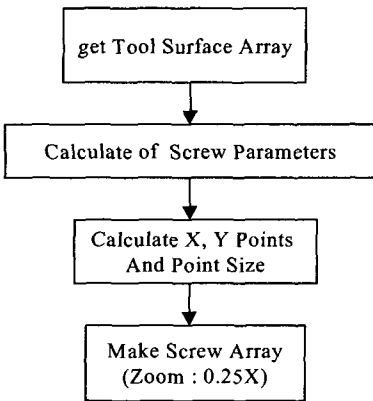 get Tool Surface Array
Calculate of Screw Parameters
Calculate X, Y Points
And Point Size
Make Screw Array
(Zoom : 0.25X)